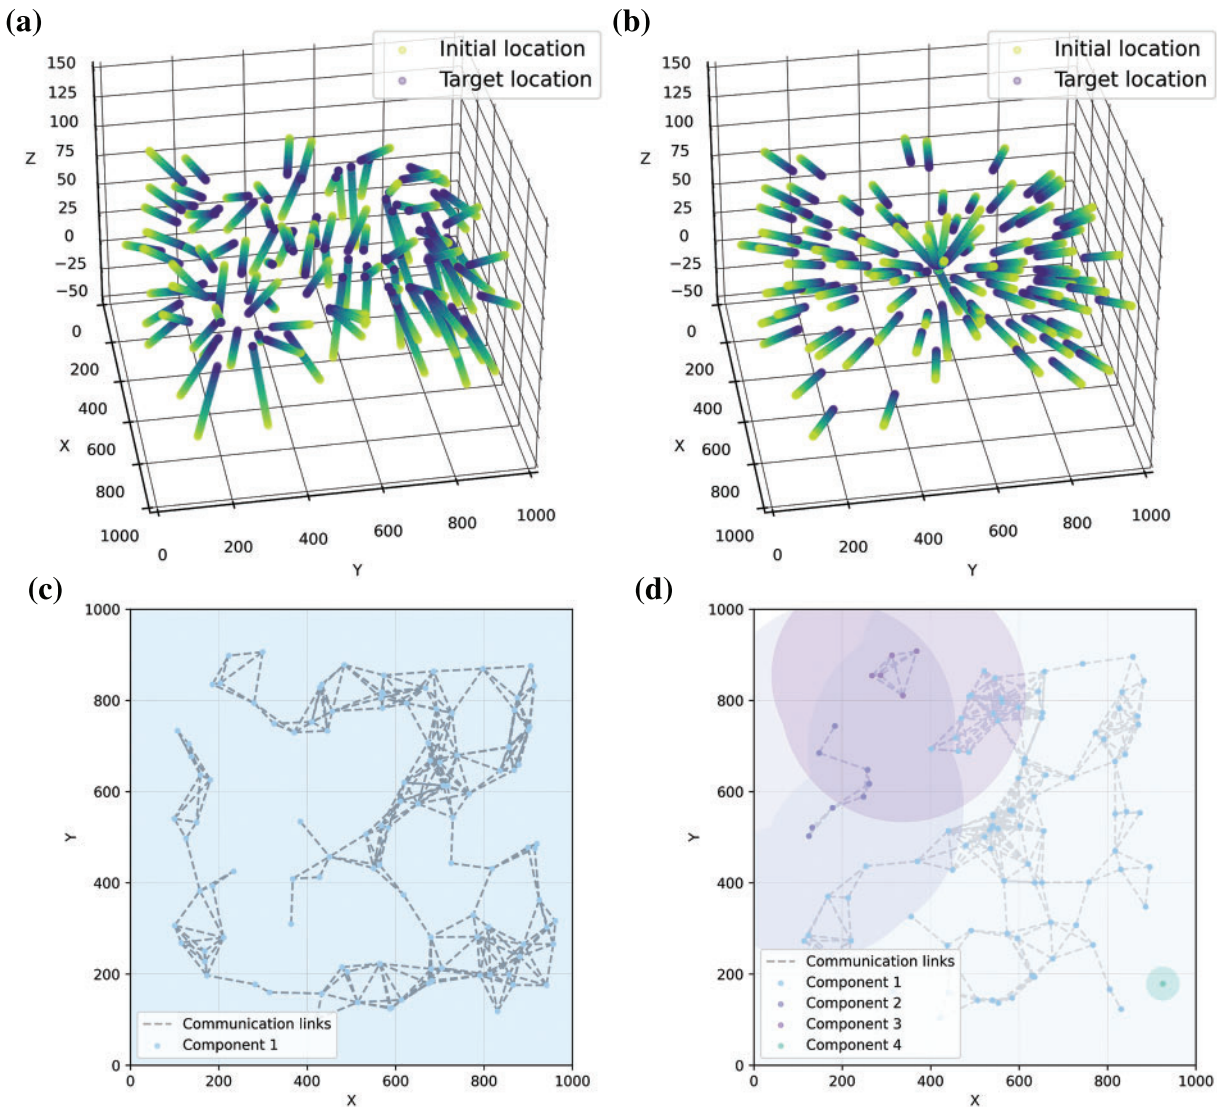 (a)
Initial location
Target location
150
125
100
75
50
25
0
−25
−50
Z
0
200
400
600
800
1000
X
0
200
400
600
800
1000
Y
(b)
Initial location
Target location
150
125
100
75
50
25
0
−25
−50
Z
0
200
400
600
800
1000
X
0
200
400
600
800
1000
Y
(c)
1000
800
600
400
200
0
Y
Communication links
Component 1
0 200 400 600 800 1000
X
(d)
1000
800
600
400
200
0
Y
Communication links
Component 1
Component 2
Component 3
Component 4
0 200 400 600 800 1000
X